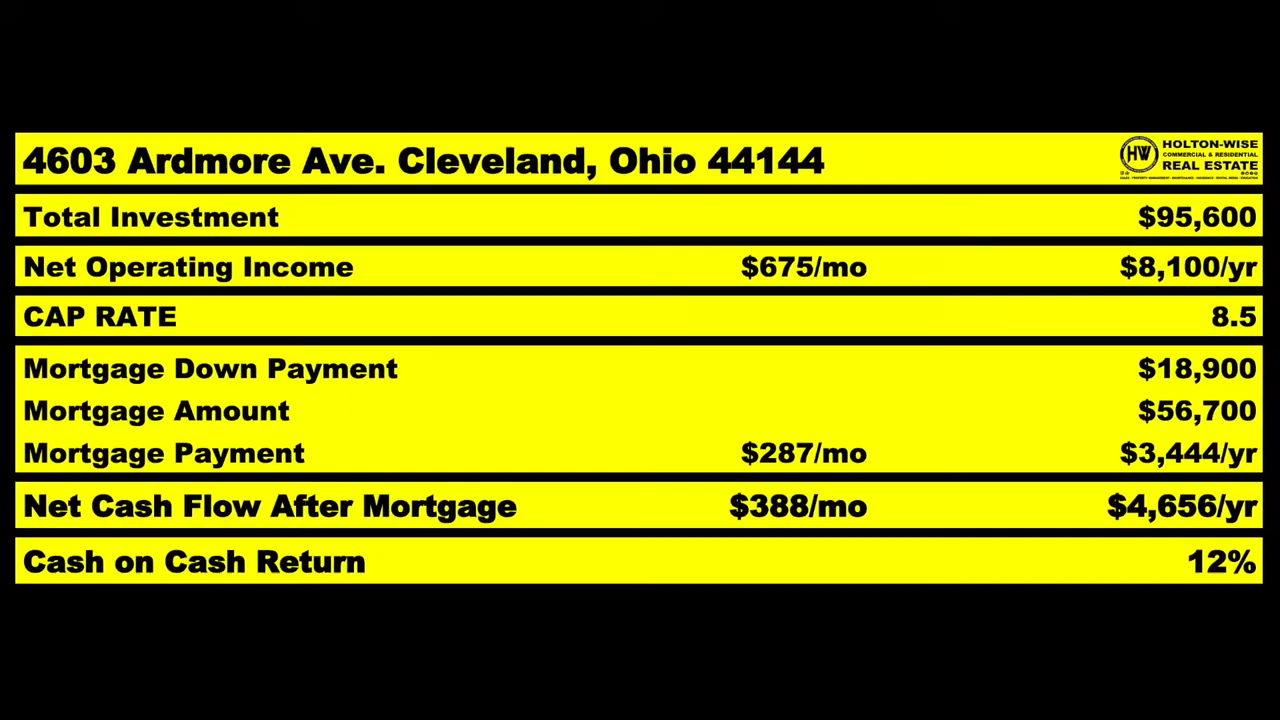 4603 Ardmore Ave. Cleveland, Ohio 44144
HW
HOLTON-WISE
COMMERCIAL & RESIDENTIAL
REAL ESTATE
Total Investment $95,600
Net Operating Income $675/mo $8,100/yr
CAP RATE 8.5
Mortgage Down Payment $18,900
Mortgage Amount $56,700
Mortgage Payment $287/mo $3,444/yr
Net Cash Flow After Mortgage $388/mo $4,656/yr
Cash on Cash Return 12%